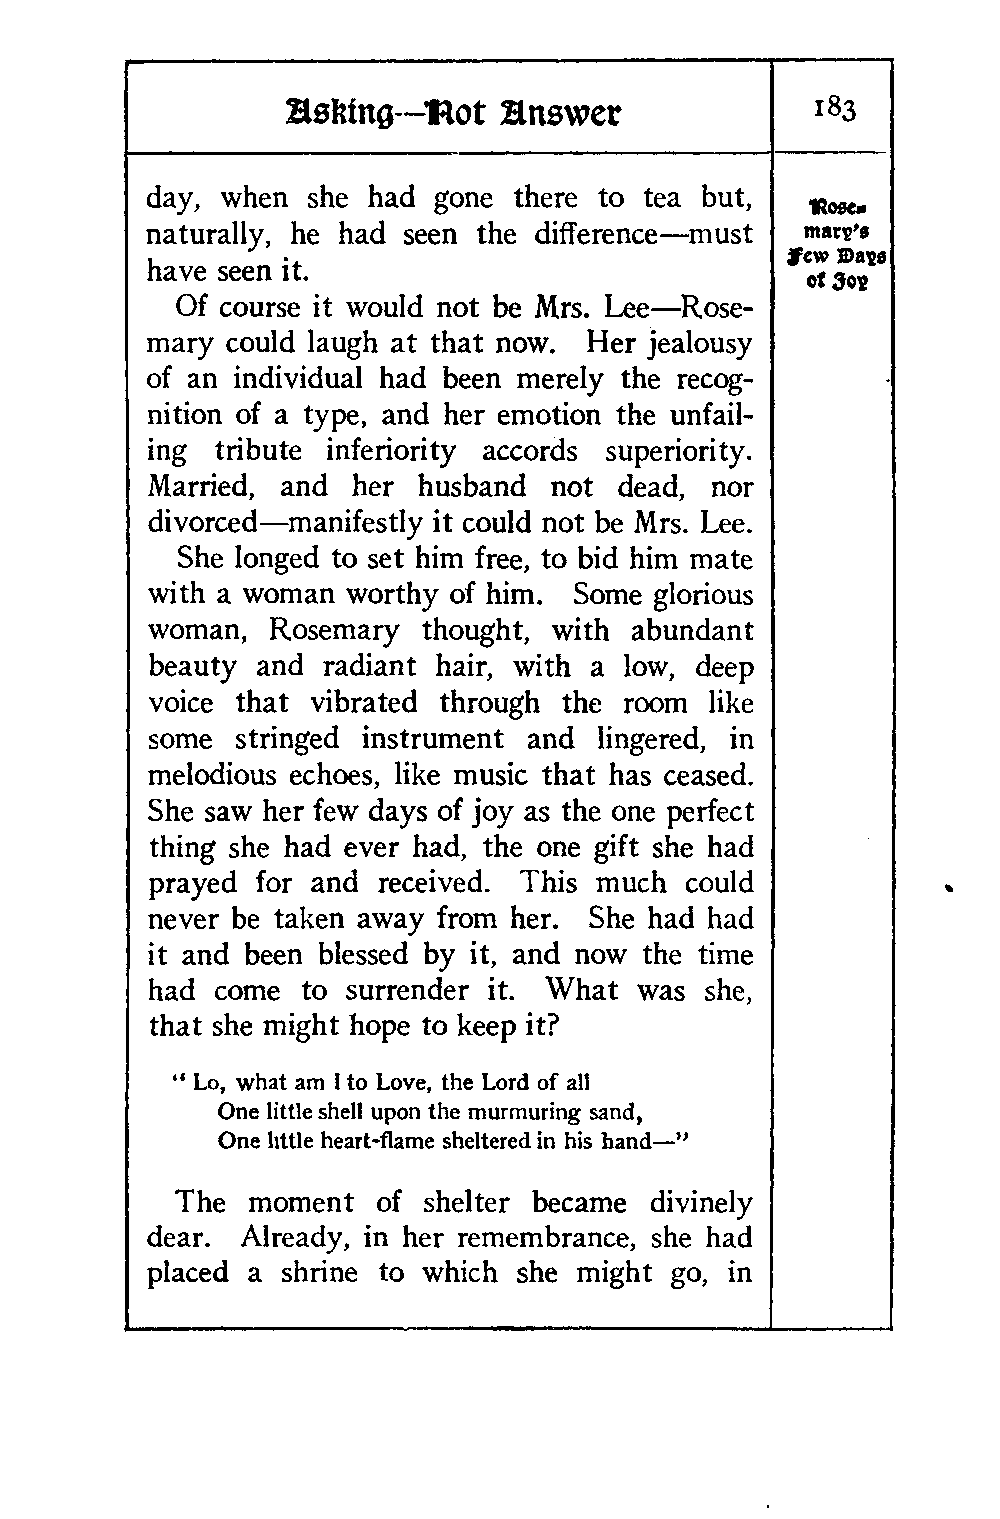 Asking—Not Answer
183
day, when she had gone there to tea but,
naturally, he had seen the difference—must
have seen it.
Rose-
mary's
Few Days
of Joy
Of course it would not be Mrs. Lee—Rose-
mary could laugh at that now. Her jealousy
of an individual had been merely the recog-
nition of a type, and her emotion the unfail-
ing tribute inferiority accords superiority.
Married, and her husband not dead, nor
divorced—manifestly it could not be Mrs. Lee.
She longed to set him free, to bid him mate
with a woman worthy of him. Some glorious
woman, Rosemary thought, with abundant
beauty and radiant hair, with a low, deep
voice that vibrated through the room like
some stringed instrument and lingered, in
melodious echoes, like music that has ceased.
She saw her few days of joy as the one perfect
thing she had ever had, the one gift she had
prayed for and received. This much could
never be taken away from her. She had had
it and been blessed by it, and now the time
had come to surrender it. What was she,
that she might hope to keep it?
“ Lo, what am I to Love, the Lord of all
One little shell upon the murmuring sand,
One little heart-flame sheltered in his hand—”
The moment of shelter became divinely
dear. Already, in her remembrance, she had
placed a shrine to which she might go, in